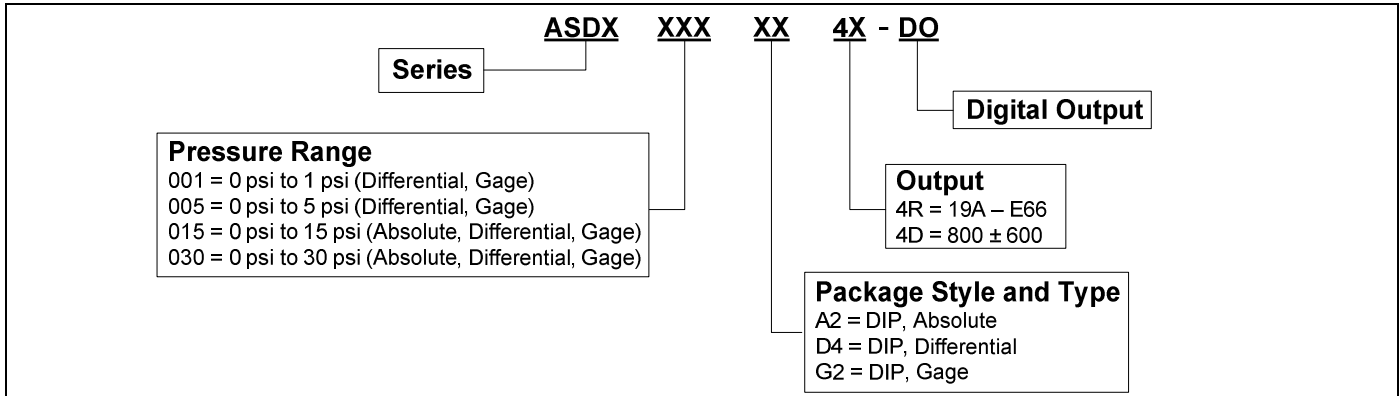 ASDX XXX XX 4X - DO
Series
Digital Output
Pressure Range
001 = 0 psi to 1 psi (Differential, Gage)
005 = 0 psi to 5 psi (Differential, Gage)
015 = 0 psi to 15 psi (Absolute, Differential, Gage)
030 = 0 psi to 30 psi (Absolute, Differential, Gage)
Output
4R = 19A – E66
4D = 800 ± 600
Package Style and Type
A2 = DIP, Absolute
D4 = DIP, Differential
G2 = DIP, Gage